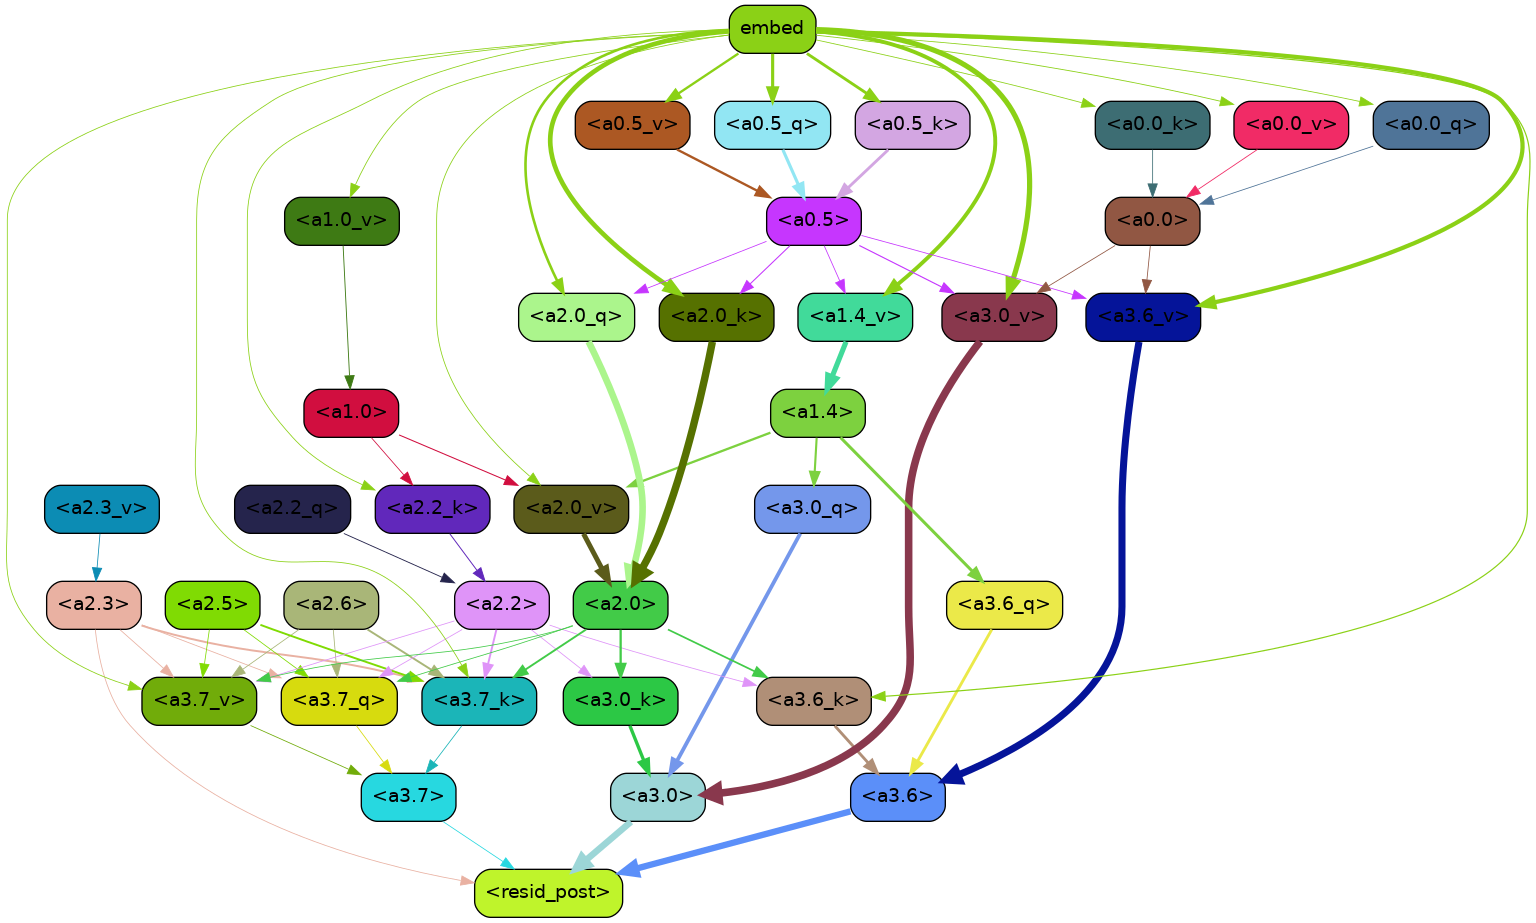 embed
<a0.5_v>
<a0.5_q>
<a0.5_k>
<a0.0_k>
<a0.0_v>
<a0.0_q>
<a1.0_v>
<a0.5>
<a0.0>
<a2.0_q>
<a2.0_k>
<a1.4_v>
<a3.0_v>
<a3.6_v>
<a1.0>
<a1.4>
<a2.3_v>
<a2.2_q>
<a2.2_k>
<a2.0_v>
<a3.0_q>
<a2.3>
<a2.5>
<a2.6>
<a2.2>
<a2.0>
<a3.6_q>
<a3.7_v>
<a3.7_q>
<a3.7_k>
<a3.0_k>
<a3.6_k>
<a3.7>
<a3.0>
<a3.6>
<resid_post>